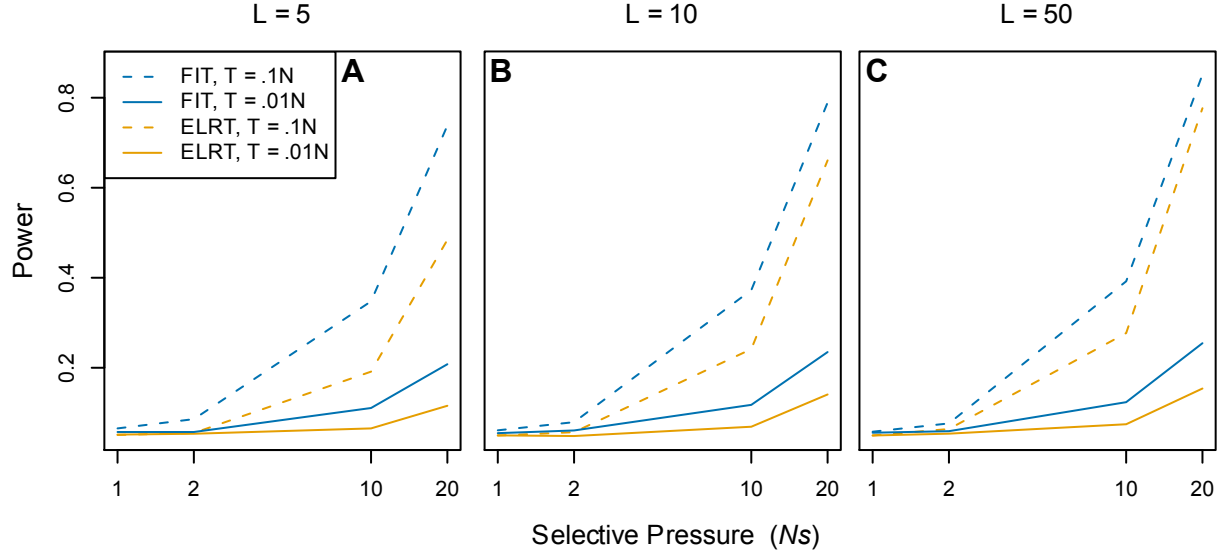 L = 5
L = 10
L = 50
FIT, T = .1N
FIT, T = .01N
ELRT, T = .1N
ELRT, T = .01N
A
B
C
Power
0.8
0.6
0.4
0.2
1 2 10 20
1 2 10 20
1 2 10 20
Selective Pressure (Ns)